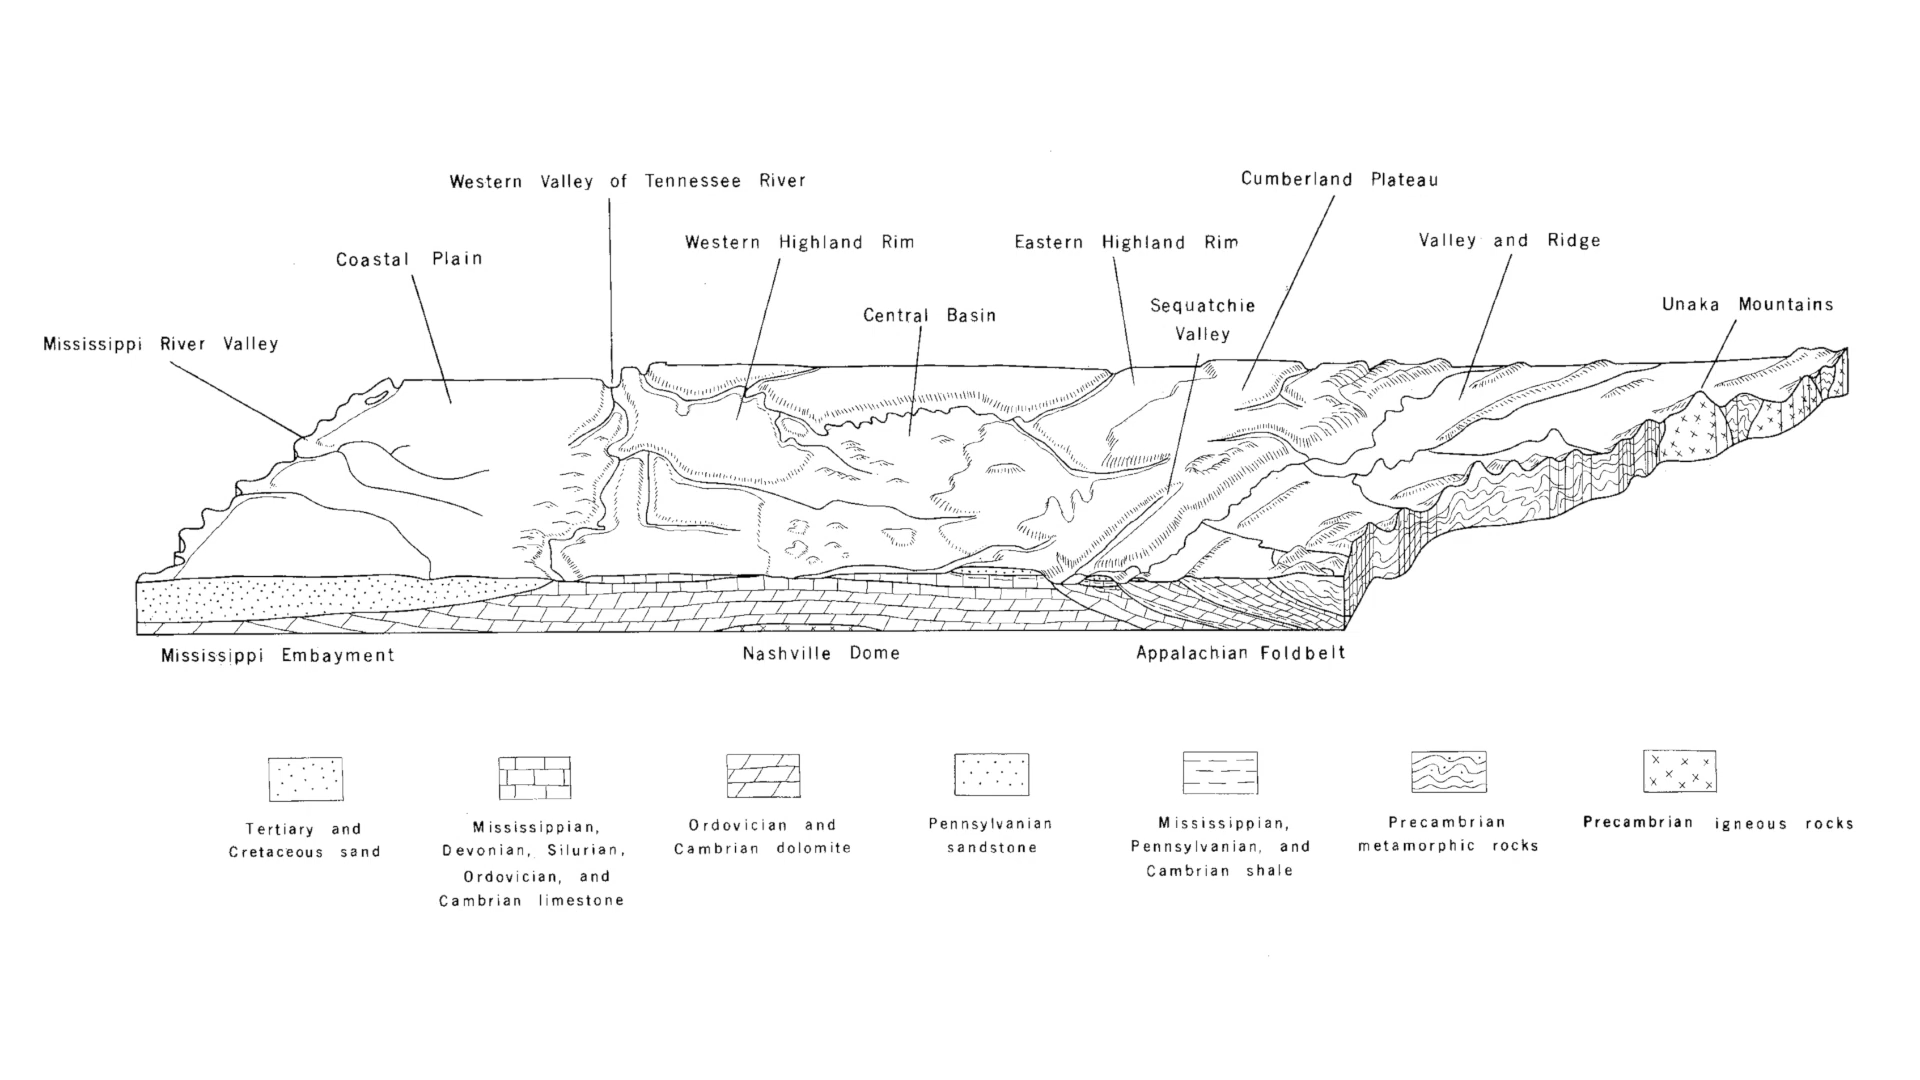 Western Valley of Tennessee River
Cumberland Plateau
Western Highland Rim
Eastern Highland Rim
Valley and Ridge
Coastal Plain
Sequatchie
Valley
Unaka Mountains
Central Basin
Mississippi River Valley
Mississippi Embayment
Nashville Dome
Appalachian Foldbelt
Tertiary and
Cretaceous sand
Mississippian,
Devonian, Silurian,
Ordovician, and
Cambrian limestone
Ordovician and
Cambrian dolomite
Pennsylvanian
sandstone
Mississippian,
Pennsylvanian, and
Cambrian shale
Precambrian
metamorphic rocks
Precambrian igneous rocks